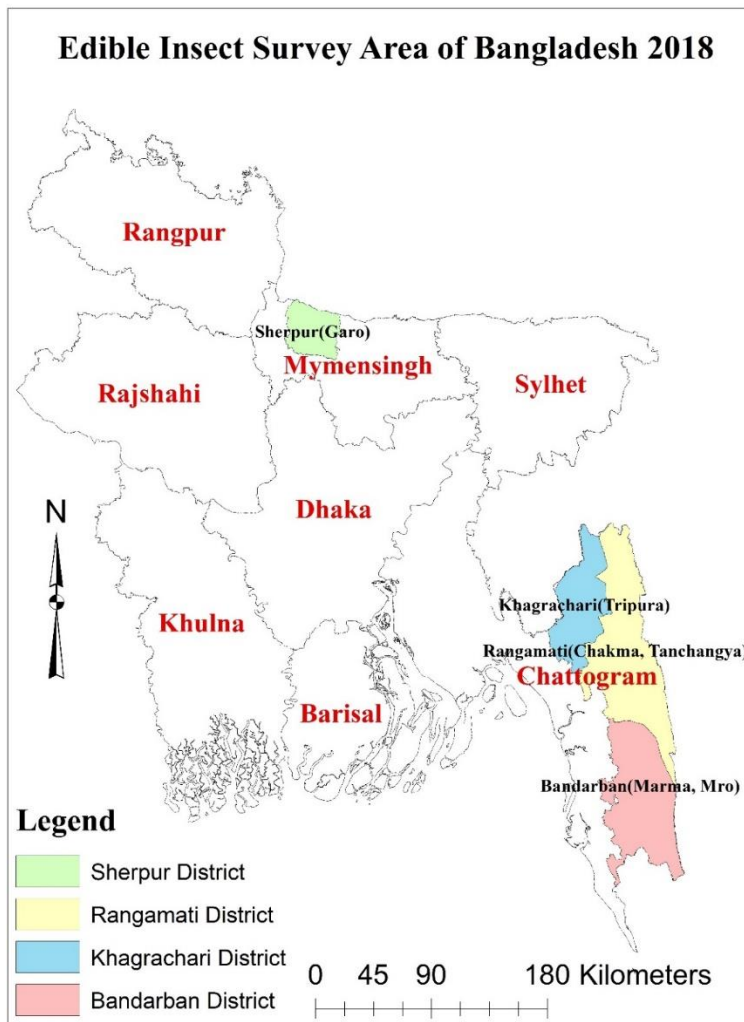 Edible Insect Survey Area of Bangladesh 2018
Rangpur
Sherpur(Garo)
Mymensingh
Rajshahi
Sylhet
Dhaka
N
Khagrachari(Tripura)
Khulna
Rangamati(Chakma, Tanchangya)
Chattogram
Barisal
Bandarban(Marma, Mro)
Legend
Sherpur District
Rangamati District
Khagrachari District
Bandarban District
0 45 90 180 Kilometers